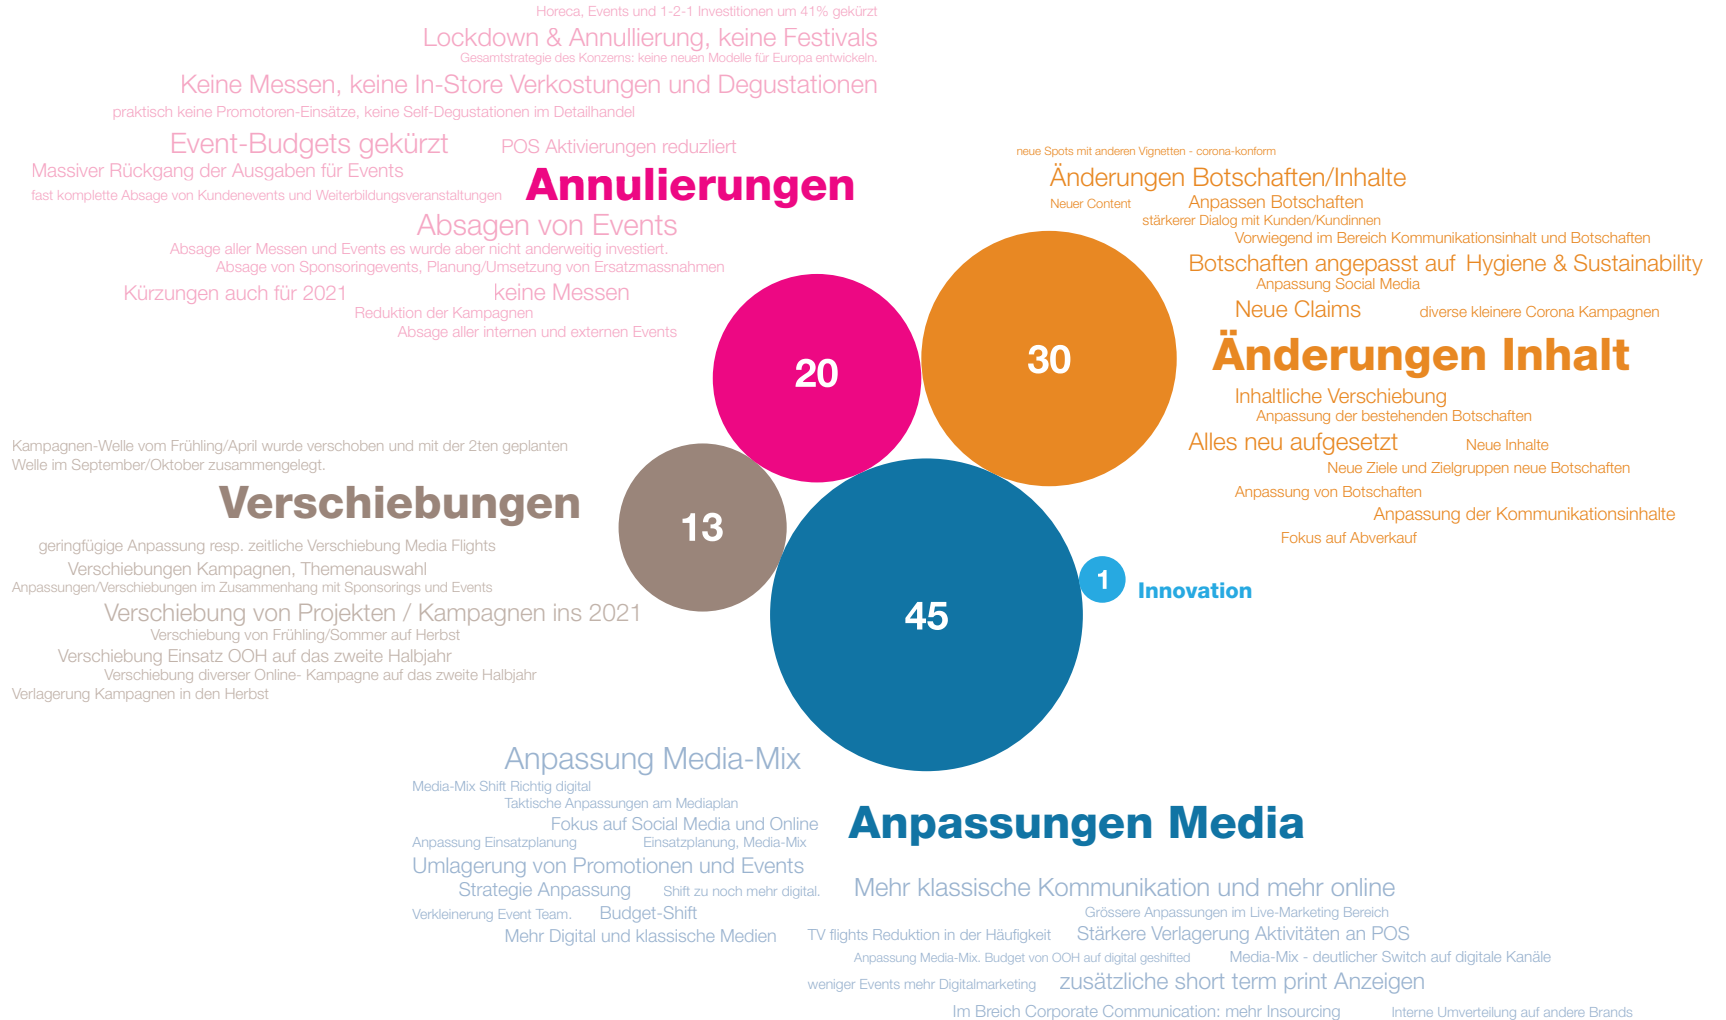 Horeca, Events und 1-2-1 Investitionen um 41% gekürzt
Lockdown & Annullierung, keine Festivals
Gesamtstrategie des Konzerns: keine neuen Modelle für Europa entwickeln.
Keine Messen, keine In-Store Verkostungen und Degustationen
praktisch keine Promotoren-Einsätze, keine Self-Degustationen im Detailhandel
Event-Budgets gekürzt
POS Aktivierungen reduzliert
Massiver Rückgang der Ausgaben für Events
fast komplette Absage von Kundenevents und Weiterbildungsveranstaltungen
Annulierungen
Absagen von Events
Absage aller Messen und Events es wurde aber nicht anderweitig investiert.
Absage von Sponsoringevents, Planung/Umsetzung von Ersatzmassnahmen
Kürzungen auch für 2021
keine Messen
Reduktion der Kampagnen
Absage aller internen und externen Events
20
neue Spots mit anderen Vignetten - corona-konform
Änderungen Botschaften/Inhalte
Neuer Content
Anpassen Botschaften
stärkerer Dialog mit Kunden/Kundinnen
Vorwiegend im Bereich Kommunikationsinhalt und Botschaften
Botschaften angepasst auf Hygiene & Sustainability
Anpassung Social Media
Neue Claims
diverse kleinere Corona Kampagnen
30
Änderungen Inhalt
Inhaltliche Verschiebung
Anpassung der bestehenden Botschaften
Alles neu aufgesetzt
Neue Inhalte
Neue Ziele und Zielgruppen neue Botschaften
Anpassung von Botschaften
Anpassung der Kommunikationsinhalte
Fokus auf Abverkauf
Kampagnen-Welle vom Frühling/April wurde verschoben und mit der 2ten geplanten
Welle im September/Oktober zusammengelegt.
Verschiebungen
13
geringfügige Anpassung resp. zeitliche Verschiebung Media Flights
Verschiebungen Kampagnen, Themenauswahl
Anpassungen/Verschiebungen im Zusammenhang mit Sponsorings und Events
Verschiebung von Projekten / Kampagnen ins 2021
Verschiebung von Frühling/Sommer auf Herbst
Verschiebung Einsatz OOH auf das zweite Halbjahr
Verschiebung diverser Online- Kampagne auf das zweite Halbjahr
Verlagerung Kampagnen in den Herbst
1
Innovation
45
Anpassung Media-Mix
Media-Mix Shift Richtig digital
Taktische Anpassungen am Mediaplan
Fokus auf Social Media und Online
Anpassung Einsatzplanung
Einsatzplanung, Media-Mix
Umlagerung von Promotionen und Events
Strategie Anpassung
Shift zu noch mehr digital.
Verkleinerung Event Team.
Budget-Shift
Mehr Digital und klassische Medien
Anpassungen Media
Mehr klassische Kommunikation und mehr online
Grössere Anpassungen im Live-Marketing Bereich
TV flights Reduktion in der Häufigkeit
Stärkere Verlagerung Aktivitäten an POS
Anpassung Media-Mix. Budget von OOH auf digital geshifted
Media-Mix - deutlicher Switch auf digitale Kanäle
weniger Events mehr Digitalmarketing
zusätzliche short term print Anzeigen
Im Breich Corporate Communication: mehr Insourcing
Interne Umverteilung auf andere Brands